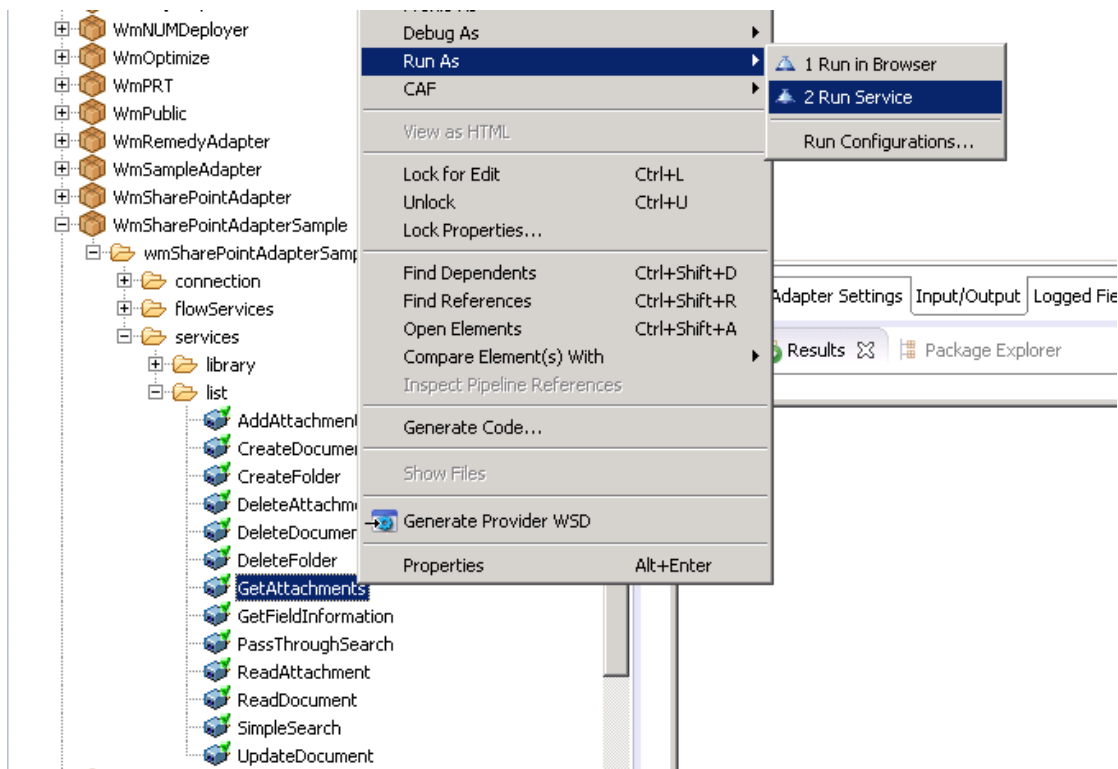 WmNUMDeployer
WmOptimize
WmPRT
WmPublic
WmRemedyAdapter
WmSampleAdapter
WmSharePointAdapter
WmSharePointAdapterSample
wmSharePointAdapterSamp
connection
flowServices
services
library
list
AddAttachment
CreateDocumen
CreateFolder
DeleteAttachm
DeleteDocumen
DeleteFolder
GetAttachments
GetFieldInformation
PassThroughSearch
ReadAttachment
ReadDocument
SimpleSearch
UpdateDocument
Debug As
Run As
CAF
View as HTML
Lock for Edit Ctrl+L
Unlock Ctrl+U
Lock Properties...
Find Dependents Ctrl+Shift+D
Find References Ctrl+Shift+R
Open Elements Ctrl+Shift+A
Compare Element(s) With
Inspect Pipeline References
Generate Code...
Show Files
Generate Provider WSD
Properties Alt+Enter
1 Run in Browser
2 Run Service
Run Configurations...
Adapter Settings Input/Output Logged Fie
Results Package Explorer